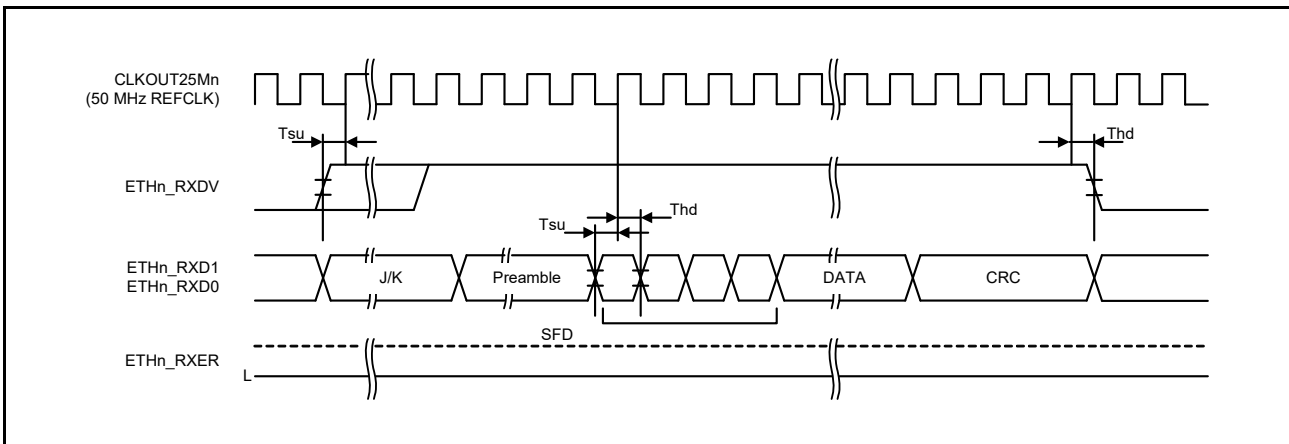 CLKOUT25Mn
(50 MHz REFCLK)
Tsu
Thd
ETHn_RXDV
Tsu
Thd
ETHn_RXD1
ETHn_RXD0
J/K
Preamble
DATA
CRC
SFD
ETHn_RXER
L